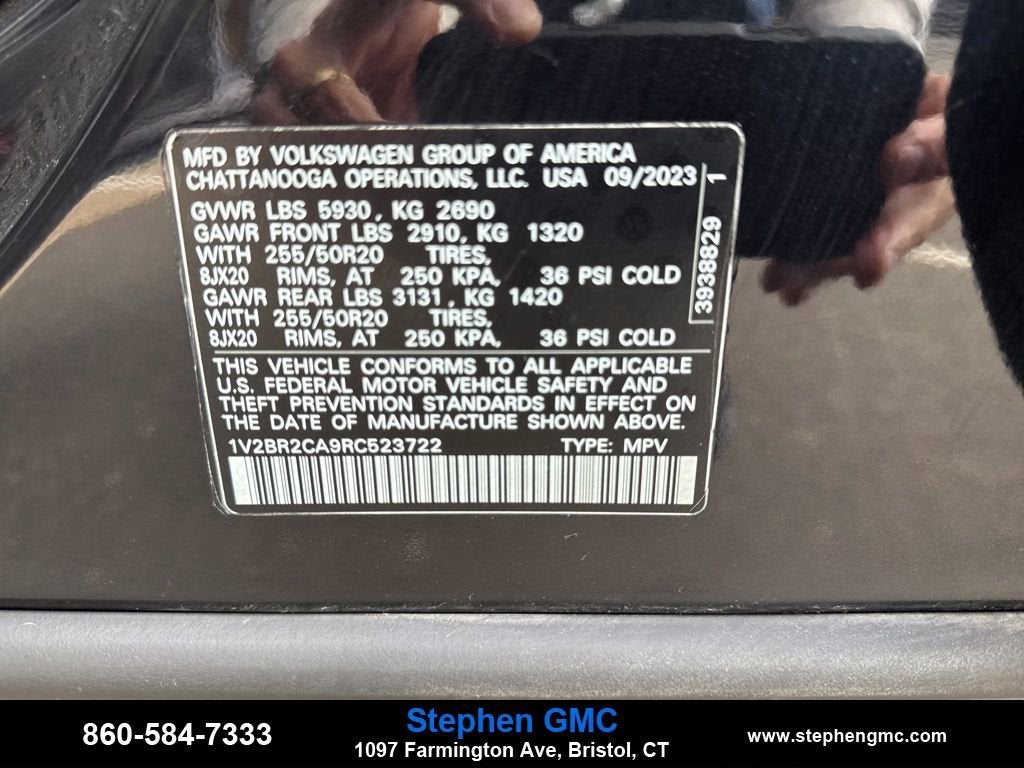 MFD BY VOLKSWAGEN GROUP OF AMERICA
CHATTANOOGA OPERATIONS, LLC. USA 09/2023
GVWR LBS 5930, KG 2690
GAWR FRONT LBS 2910, KG 1320
WITH 255/50R20 TIRES,
8JX20 RIMS, AT 250 KPA, 36 PSI COLD
GAWR REAR LBS 3131, KG 1420
WITH 255/50R20 TIRES,
8JX20 RIMS, AT 250 KPA, 36 PSI COLD
3938829 1
THIS VEHICLE CONFORMS TO ALL APPLICABLE
U.S. FEDERAL MOTOR VEHICLE SAFETY AND
THEFT PREVENTION STANDARDS IN EFFECT ON
THE DATE OF MANUFACTURE SHOWN ABOVE.
1V2BR2CA9RC523722 TYPE: MPV
860-584-7333
Stephen GMC
1097 Farmington Ave, Bristol, CT
www.stephengmc.com